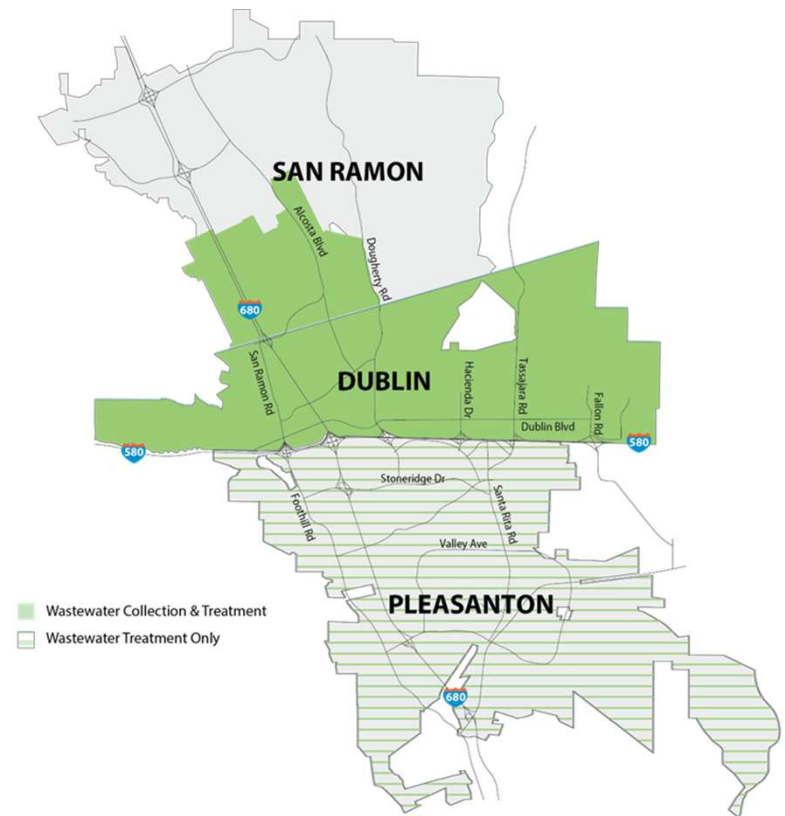 SAN RAMON
Alcosta Blvd
Dougherty Rd
680
San Ramon Rd
DUBLIN
Hacienda Dr
Tassajara Rd
Fallon Rd
Dublin Blvd
580
580
Stoneridge Dr
Foothill Rd
Santa Rita Rd
Valley Ave
PLEASANTON
Wastewater Collection & Treatment
Wastewater Treatment Only
680